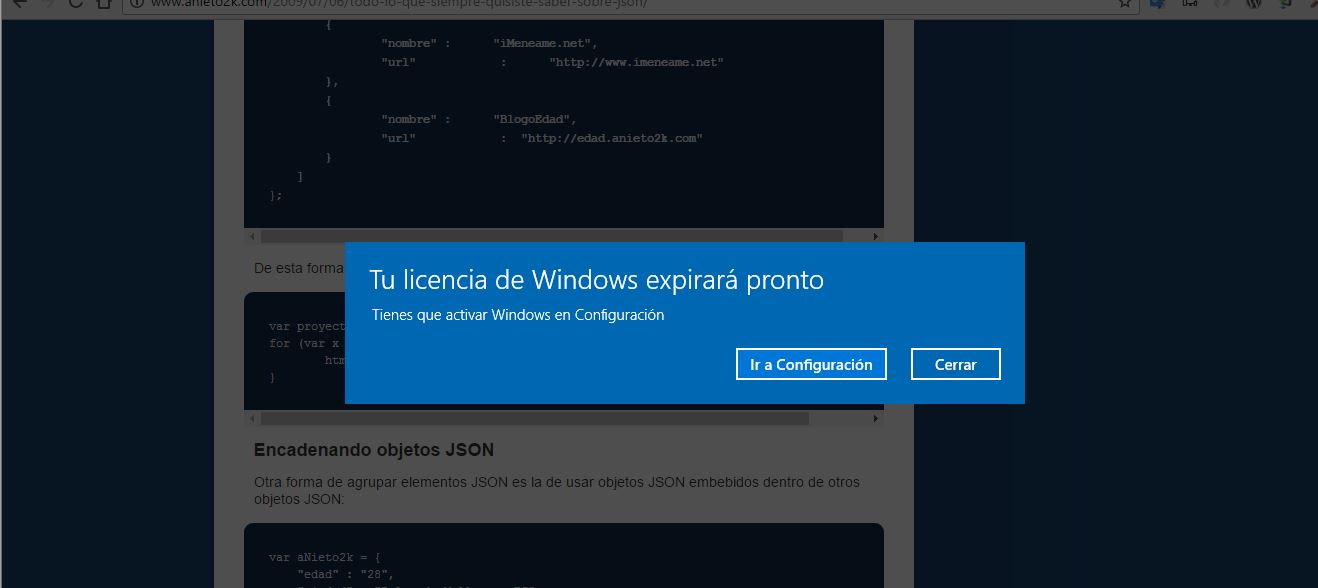 www.anieto2k.com/2009/07/06/todo-lo-que-siempre-quisiste-saber-sobre-json/
{
"nombre" : "iMeneame.net",
"url" : "http://www.imeneame.net"
},
{
"nombre" : "BlogoEdad",
"url" : "http://edad.anieto2k.com"
}
]
};
De esta forma
Tu licencia de Windows expirará pronto
Tienes que activar Windows en Configuración
Ir a Configuración
Cerrar
var proyect
for (var x
htm
}
Encadenando objetos JSON
Otra forma de agrupar elementos JSON es la de usar objetos JSON embebidos dentro de otros
objetos JSON:
var aNieto2k = {
"edad" : "28",